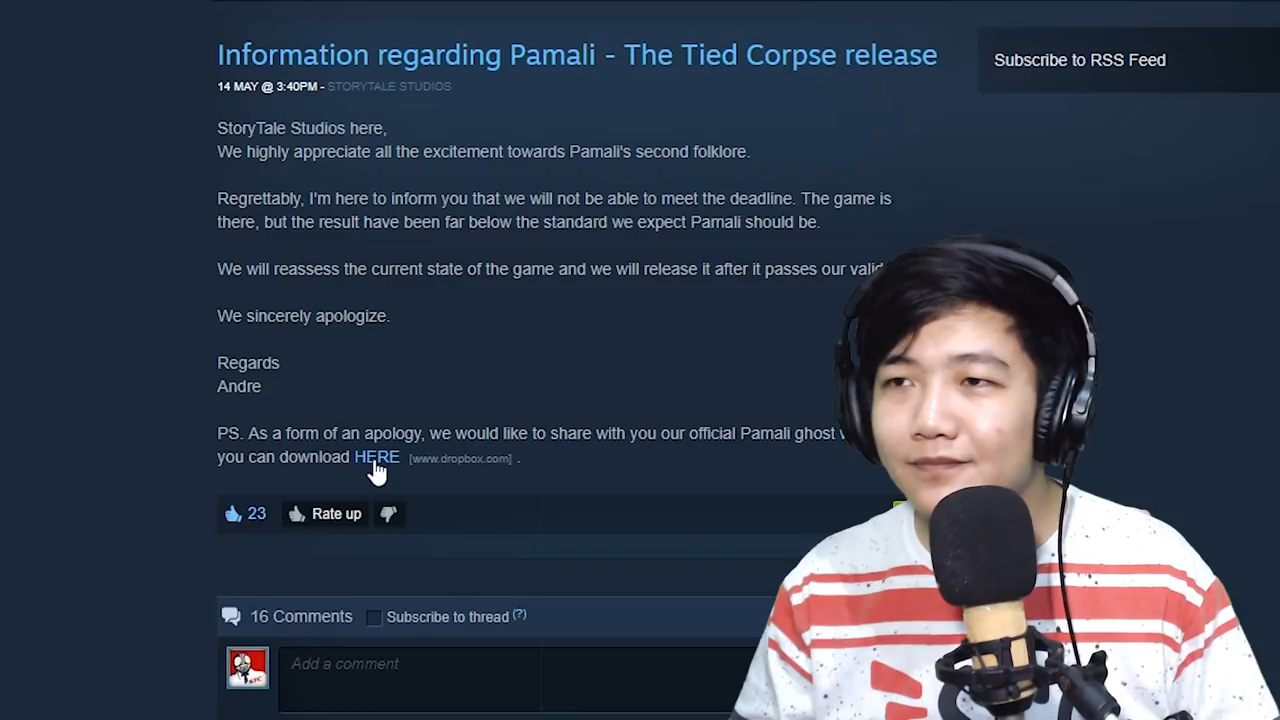 Information regarding Pamali - The Tied Corpse release
Subscribe to RSS Feed
14 MAY @ 3:40PM - STORYTALE STUDIOS
StoryTale Studios here,
We highly appreciate all the excitement towards Pamali's second folklore.
Regrettably, I'm here to inform you that we will not be able to meet the deadline. The game is
there, but the result have been far below the standard we expect Pamali should be.
We will reassess the current state of the game and we will release it after it passes our
We sincerely apologize.
Regards
Andre
PS. As a form of an apology, we would like to share with you our official Pamali ghost
you can download HERE [www.dropbox.com] .
23 Rate up
16 Comments Subscribe to thread (?)
Add a comment